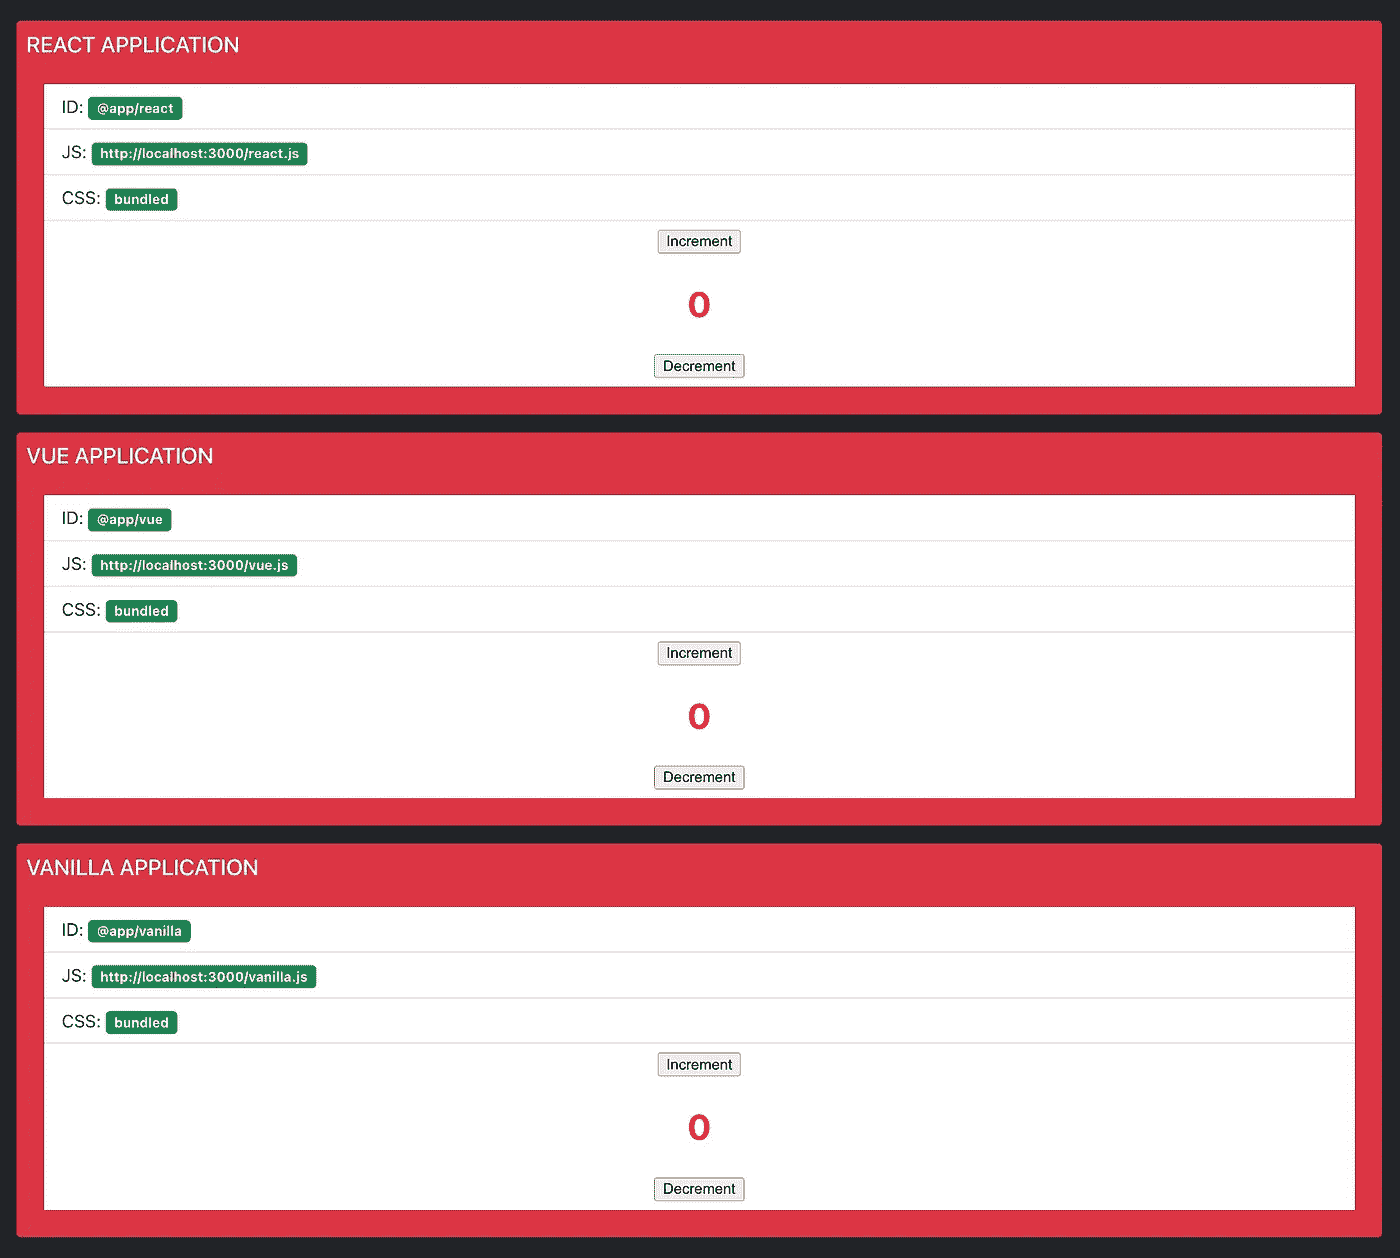 REACT APPLICATION
ID: @app/react
JS: http://localhost:3000/react.js
CSS: bundled
Increment
0
Decrement
VUE APPLICATION
ID: @app/vue
JS: http://localhost:3000/vue.js
CSS: bundled
Increment
0
Decrement
VANILLA APPLICATION
ID: @app/vanilla
JS: http://localhost:3000/vanilla.js
CSS: bundled
Increment
0
Decrement